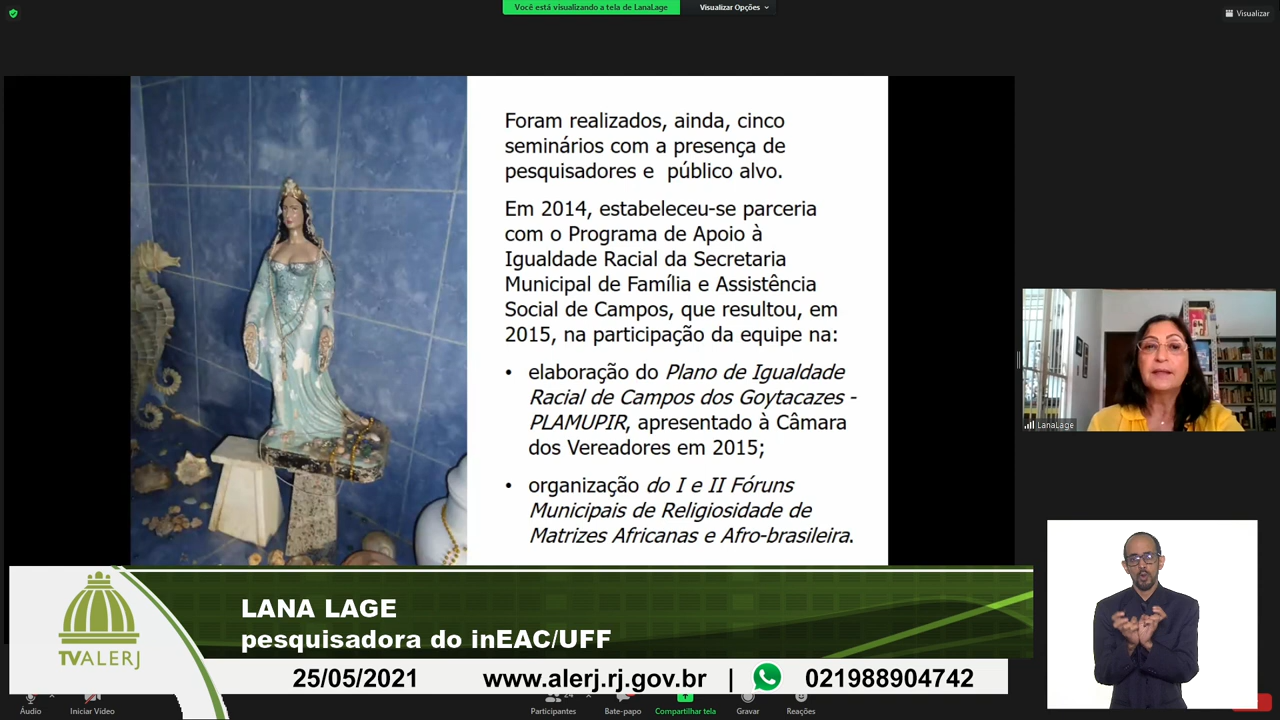 Você está visualizando a tela de LanaLage
Visualizar Opções
Visualizar
Foram realizados, ainda, cinco
seminários com a presença de
pesquisadores e público alvo.
Em 2014, estabeleceu-se parceria
com o Programa de Apoio à
Igualdade Racial da Secretaria
Municipal de Família e Assistência
Social de Campos, que resultou, em
2015, na participação da equipe na:
• elaboração do Plano de Igualdade
Racial de Campos dos Goytacazes -
PLAMUPIR, apresentado à Câmara
dos Vereadores em 2015;
• organização do I e II Fóruns
Municipais de Religiosidade de
Matrizes Africanas e Afro-brasileira.
LanaLage
TVALERJ
LANA LAGE
pesquisadora do inEAC/UFF
25/05/2021 www.alerj.rj.gov.br | 021988904742
Áudio
Iniciar Vídeo
Participantes
Bate-papo
Compartilhar tela
Gravar
Reações